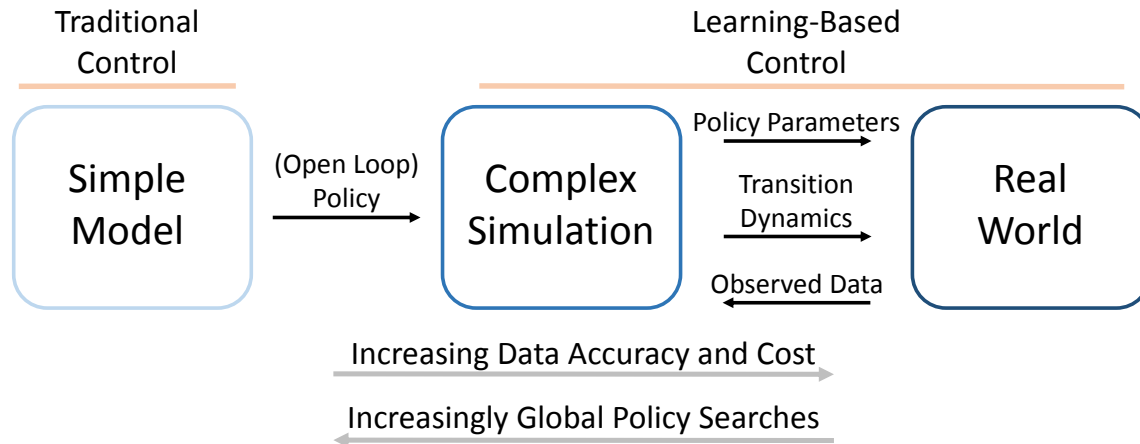 Traditional
Control
Learning-Based
Control
Simple
Model
(Open Loop)
Policy
Complex
Simulation
Policy Parameters
Transition
Dynamics
Observed Data
Real
World
Increasing Data Accuracy and Cost
Increasingly Global Policy Searches